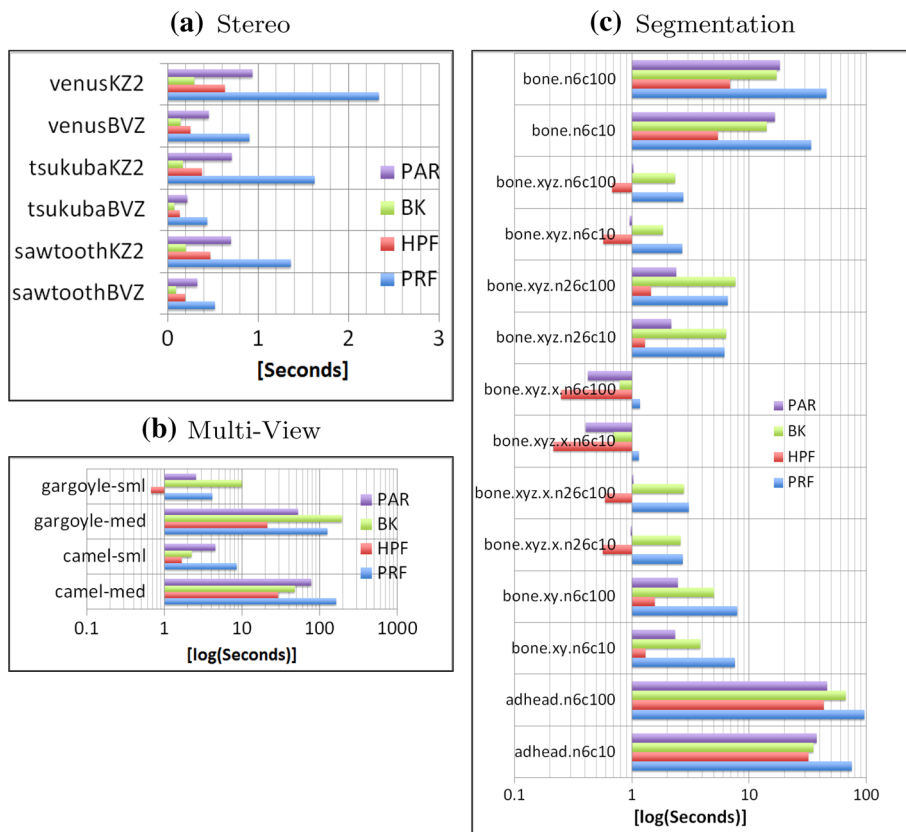 (a) Stereo
venusKZ2
venusBVZ
tsukubaKZ2
tsukubaBVZ
sawtoothKZ2
sawtoothBVZ
PAR
BK
HPF
PRF
0 1 2 3
[Seconds]
(b) Multi-View
gargoyle-sml
gargoyle-med
camel-sml
camel-med
PAR
BK
HPF
PRF
0.1 1 10 100 1000
[log(Seconds)]
(c) Segmentation
bone.n6c100
bone.n6c10
bone.xyz.n6c100
bone.xyz.n6c10
bone.xyz.n26c100
bone.xyz.n26c10
bone.xyz.x.n6c100
bone.xyz.x.n6c10
bone.xyz.x.n26c100
bone.xyz.x.n26c10
bone.xy.n6c100
bone.xy.n6c10
adhead.n6c100
adhead.n6c10
PAR
BK
HPF
PRF
0.1 1 10 100
[log(Seconds)]